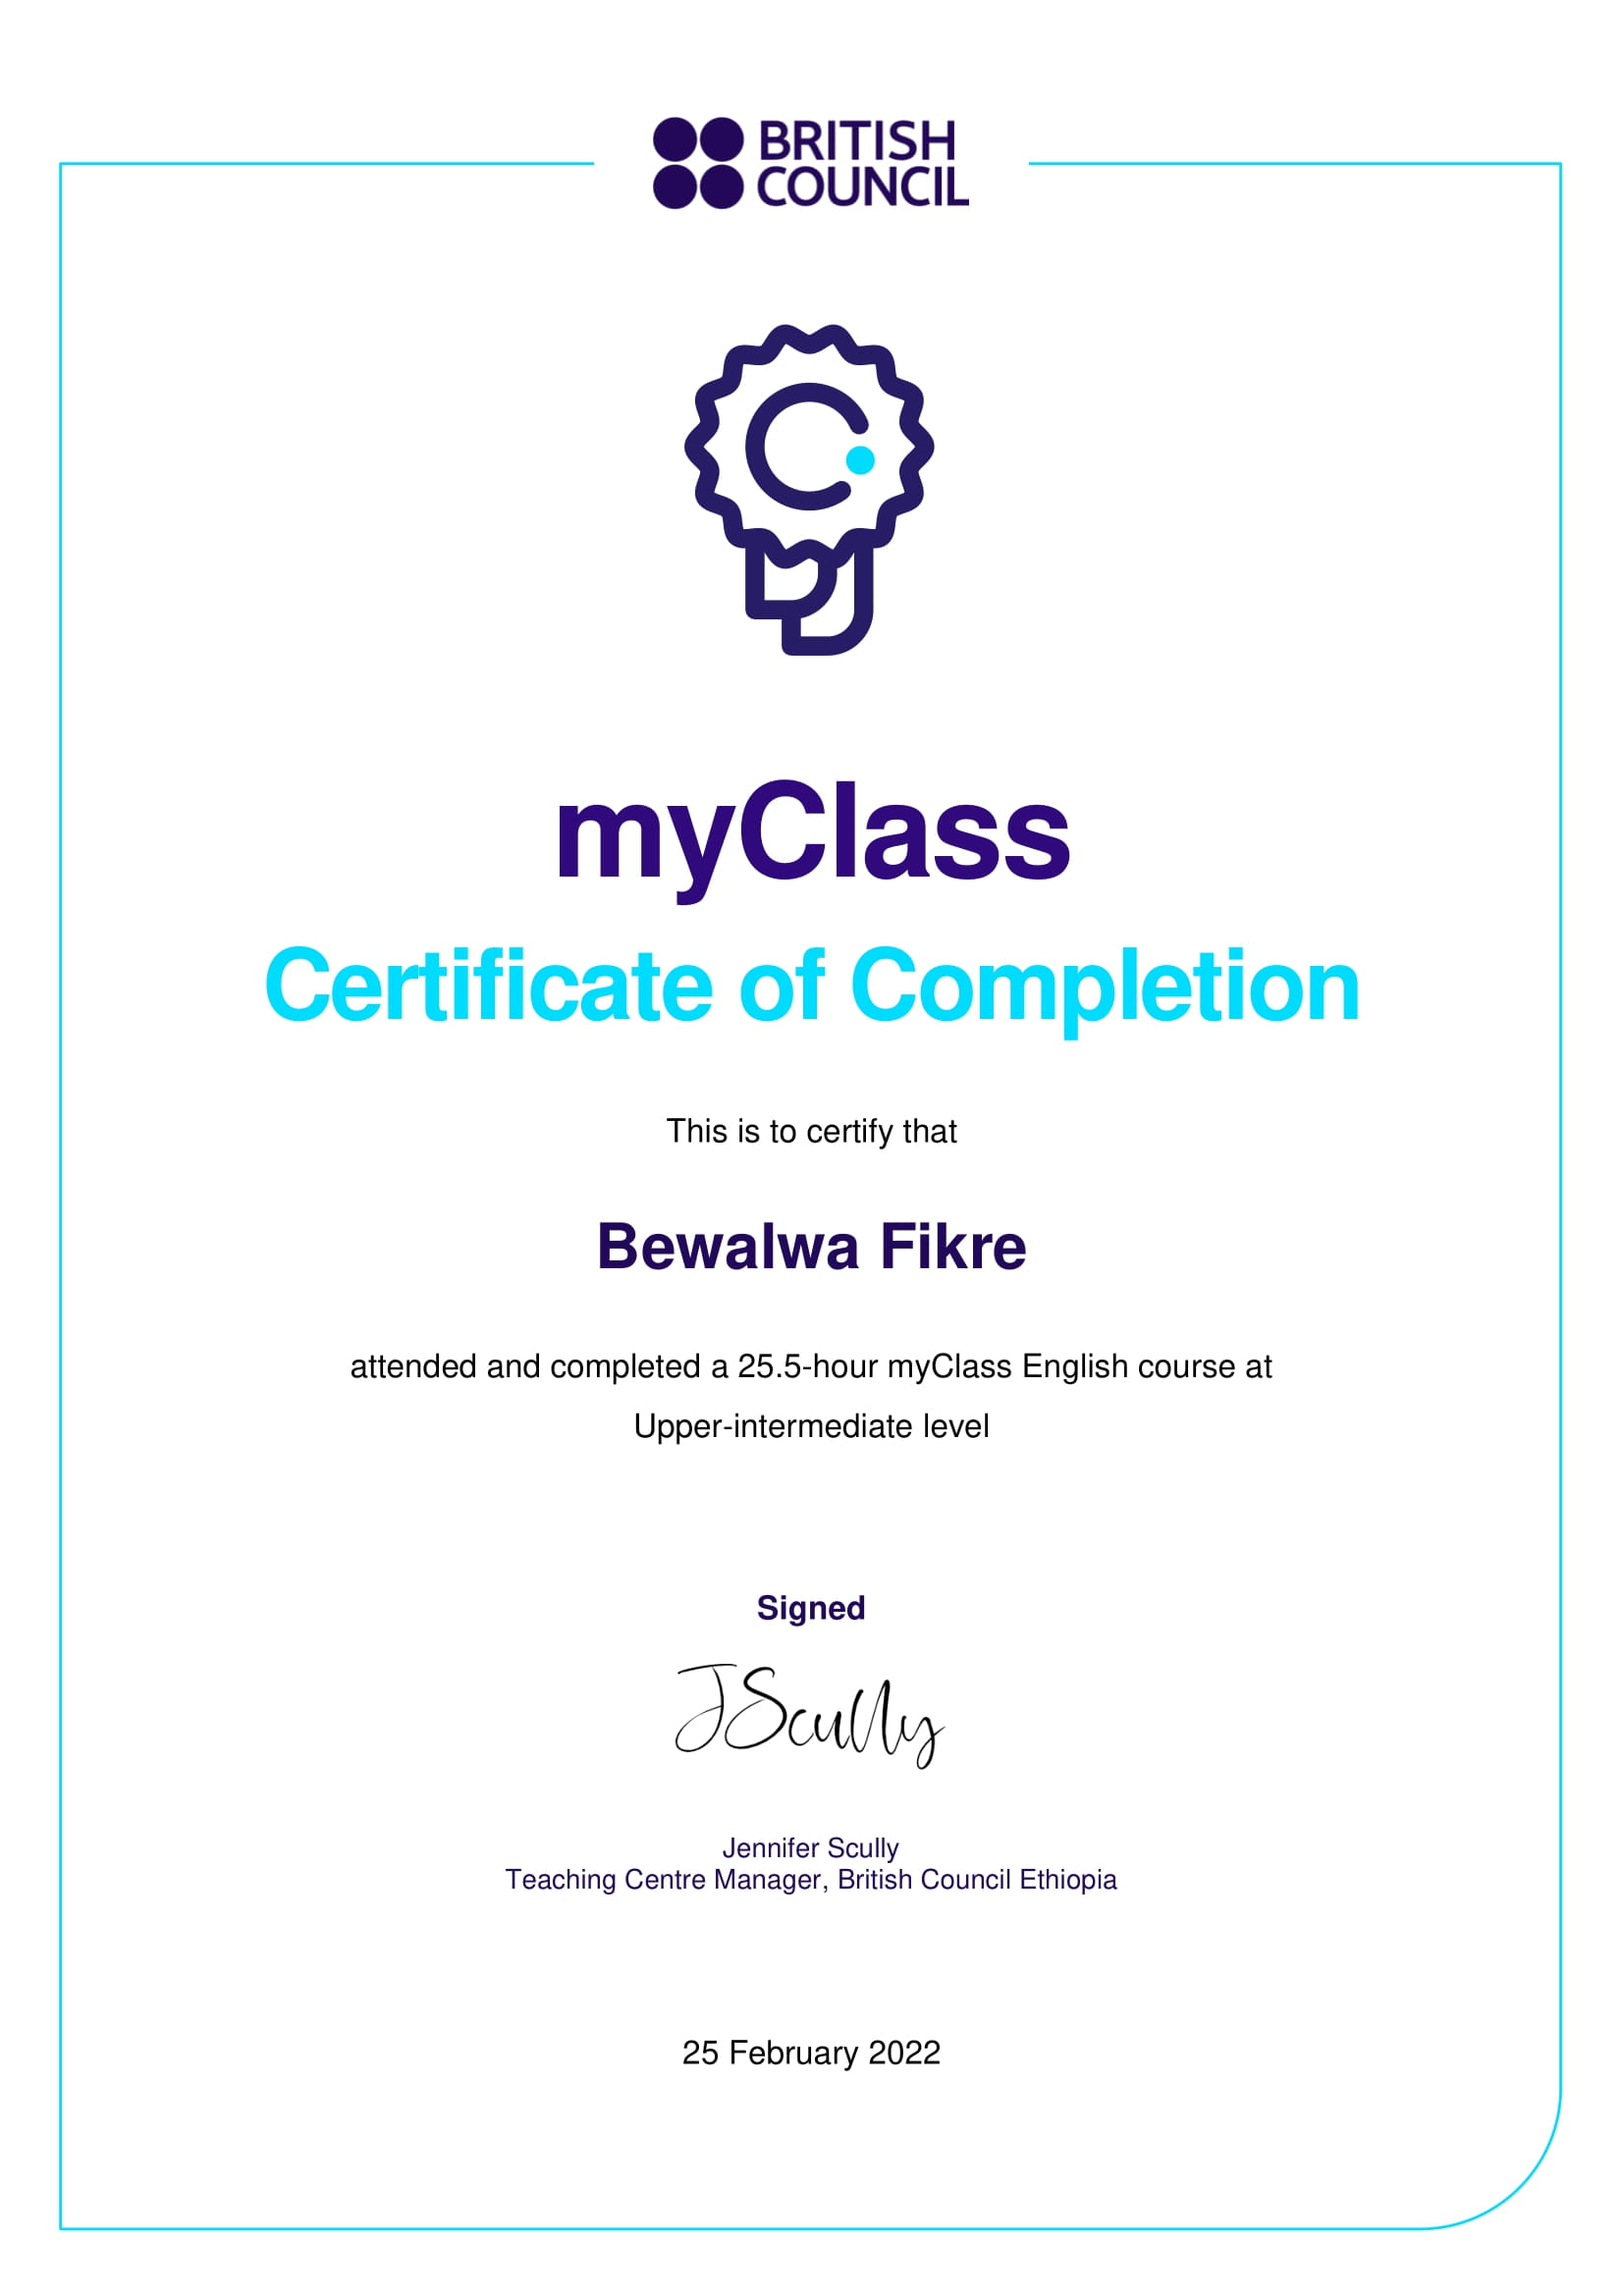 BRITISH
COUNCIL
myClass
Certificate of Completion
This is to certify that
Bewalwa Fikre
attended and completed a 25.5-hour myClass English course at
Upper-intermediate level
Signed
JScully
Jennifer Scully
Teaching Centre Manager, British Council Ethiopia
25 February 2022